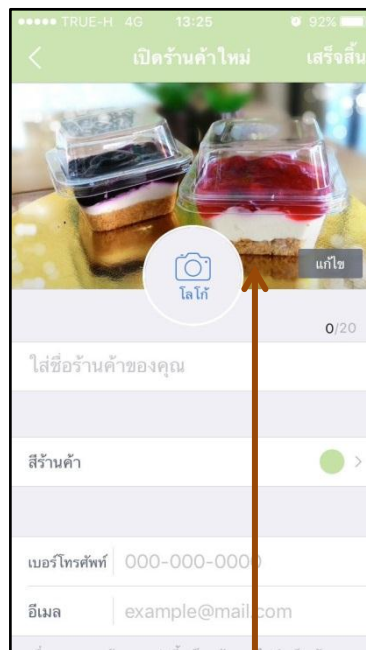 TRUE-H 4G 13:25 92%
เปิดร้านค้าใหม่ เสร็จสิ้น
แก้ไข
โลโก้
0/20
ใส่ชื่อร้านค้าของคุณ
สีร้านค้า
เบอร์โทรศัพท์ 000-000-0000
อีเมล example@mail.com